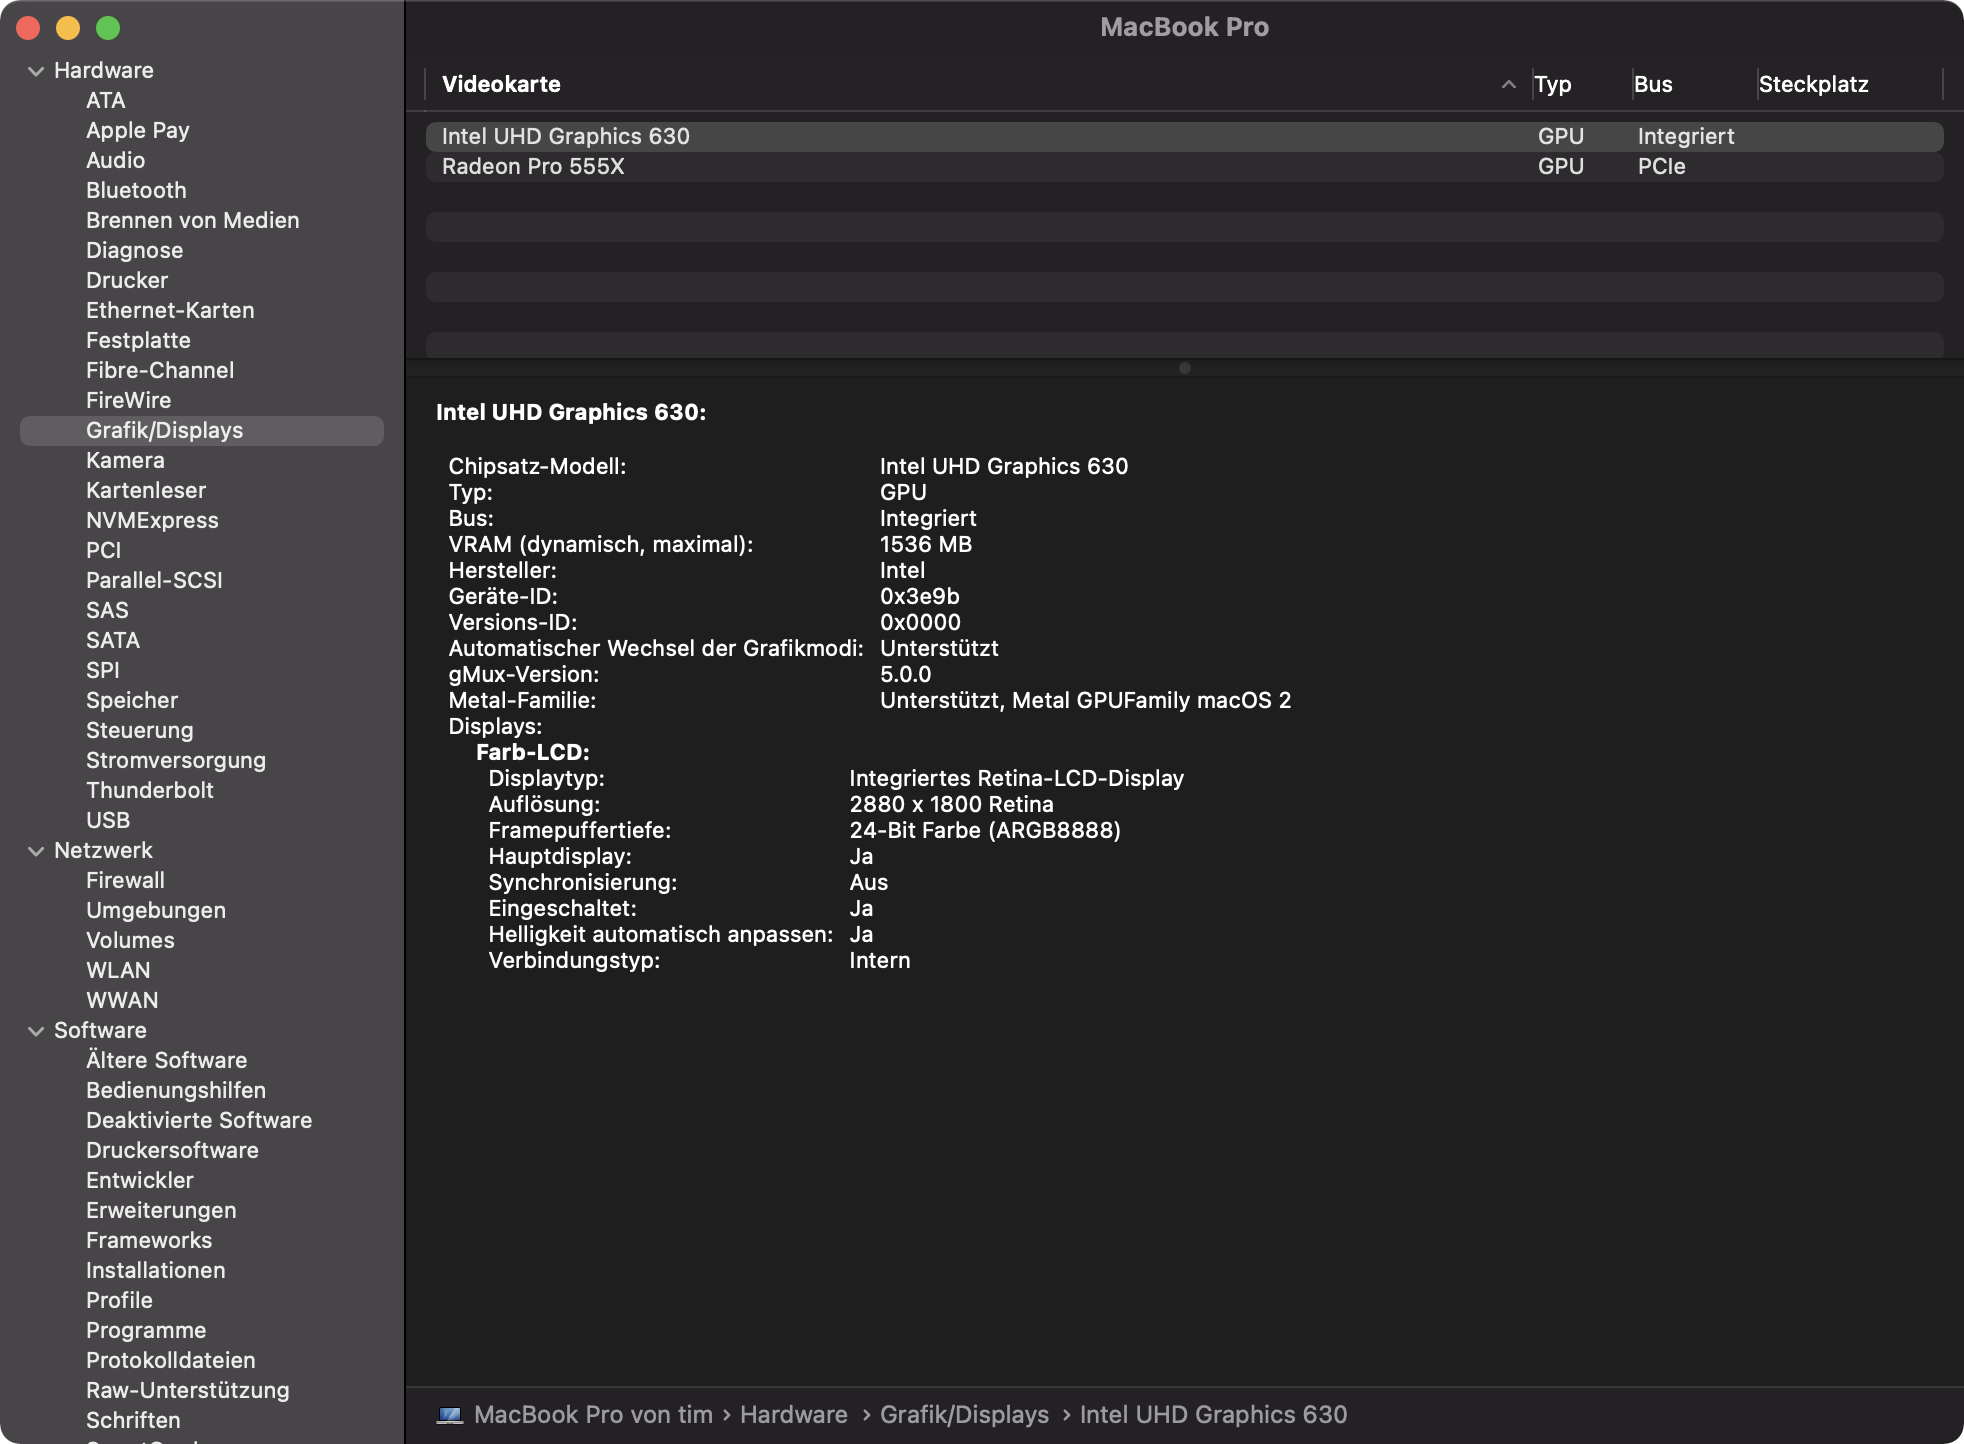 MacBook Pro
Hardware
ATA
Apple Pay
Audio
Bluetooth
Brennen von Medien
Diagnose
Drucker
Ethernet-Karten
Festplatte
Fibre-Channel
FireWire
Grafik/Displays
Kamera
Kartenleser
NVMExpress
PCI
Parallel-SCSI
SAS
SATA
SPI
Speicher
Steuerung
Stromversorgung
Thunderbolt
USB
Netzwerk
Firewall
Umgebungen
Volumes
WLAN
WWAN
Software
Ältere Software
Bedienungshilfen
Deaktivierte Software
Druckersoftware
Entwickler
Erweiterungen
Frameworks
Installationen
Profile
Programme
Protokolldateien
Raw-Unterstützung
Schriften
Videokarte Typ Bus Steckplatz
Intel UHD Graphics 630 GPU Integriert
Radeon Pro 555X GPU PCIe
Intel UHD Graphics 630:
Chipsatz-Modell: Intel UHD Graphics 630
Typ: GPU
Bus: Integriert
VRAM (dynamisch, maximal): 1536 MB
Hersteller: Intel
Geräte-ID: 0x3e9b
Versions-ID: 0x0000
Automatischer Wechsel der Grafikmodi: Unterstützt
gMux-Version: 5.0.0
Metal-Familie: Unterstützt, Metal GPUFamily macOS 2
Displays:
Farb-LCD:
Displaytyp: Integriertes Retina-LCD-Display
Auflösung: 2880 x 1800 Retina
Framepuffertiefe: 24-Bit Farbe (ARGB8888)
Hauptdisplay: Ja
Synchronisierung: Aus
Eingeschaltet: Ja
Helligkeit automatisch anpassen: Ja
Verbindungstyp: Intern
MacBook Pro von tim › Hardware › Grafik/Displays › Intel UHD Graphics 630